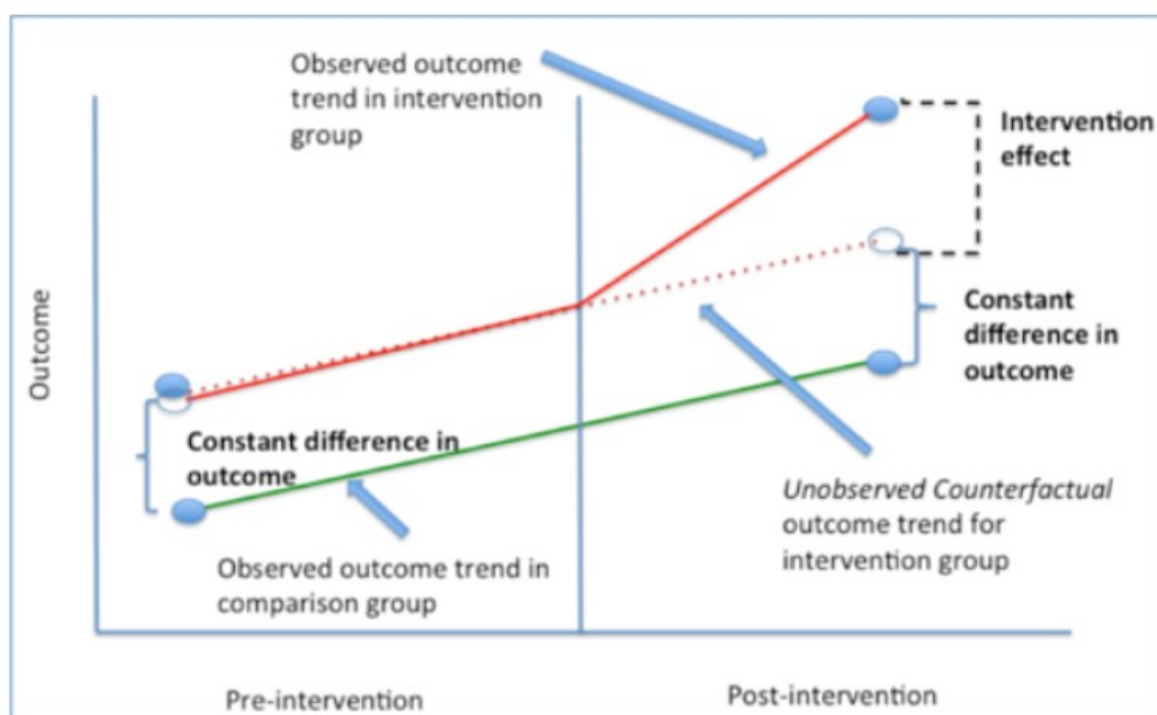 Observed outcome
trend in intervention
group
Intervention
effect
Outcome
Constant
difference in
outcome
Constant difference in
outcome
Unobserved Counterfactual
outcome trend for
intervention group
Observed outcome trend in
comparison group
Pre-intervention
Post-intervention